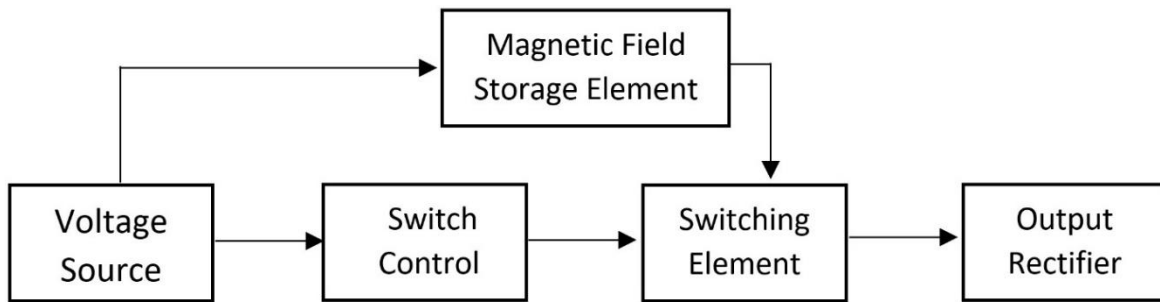 Magnetic Field
Storage Element
Voltage
Source
Switch
Control
Switching
Element
Output
Rectifier